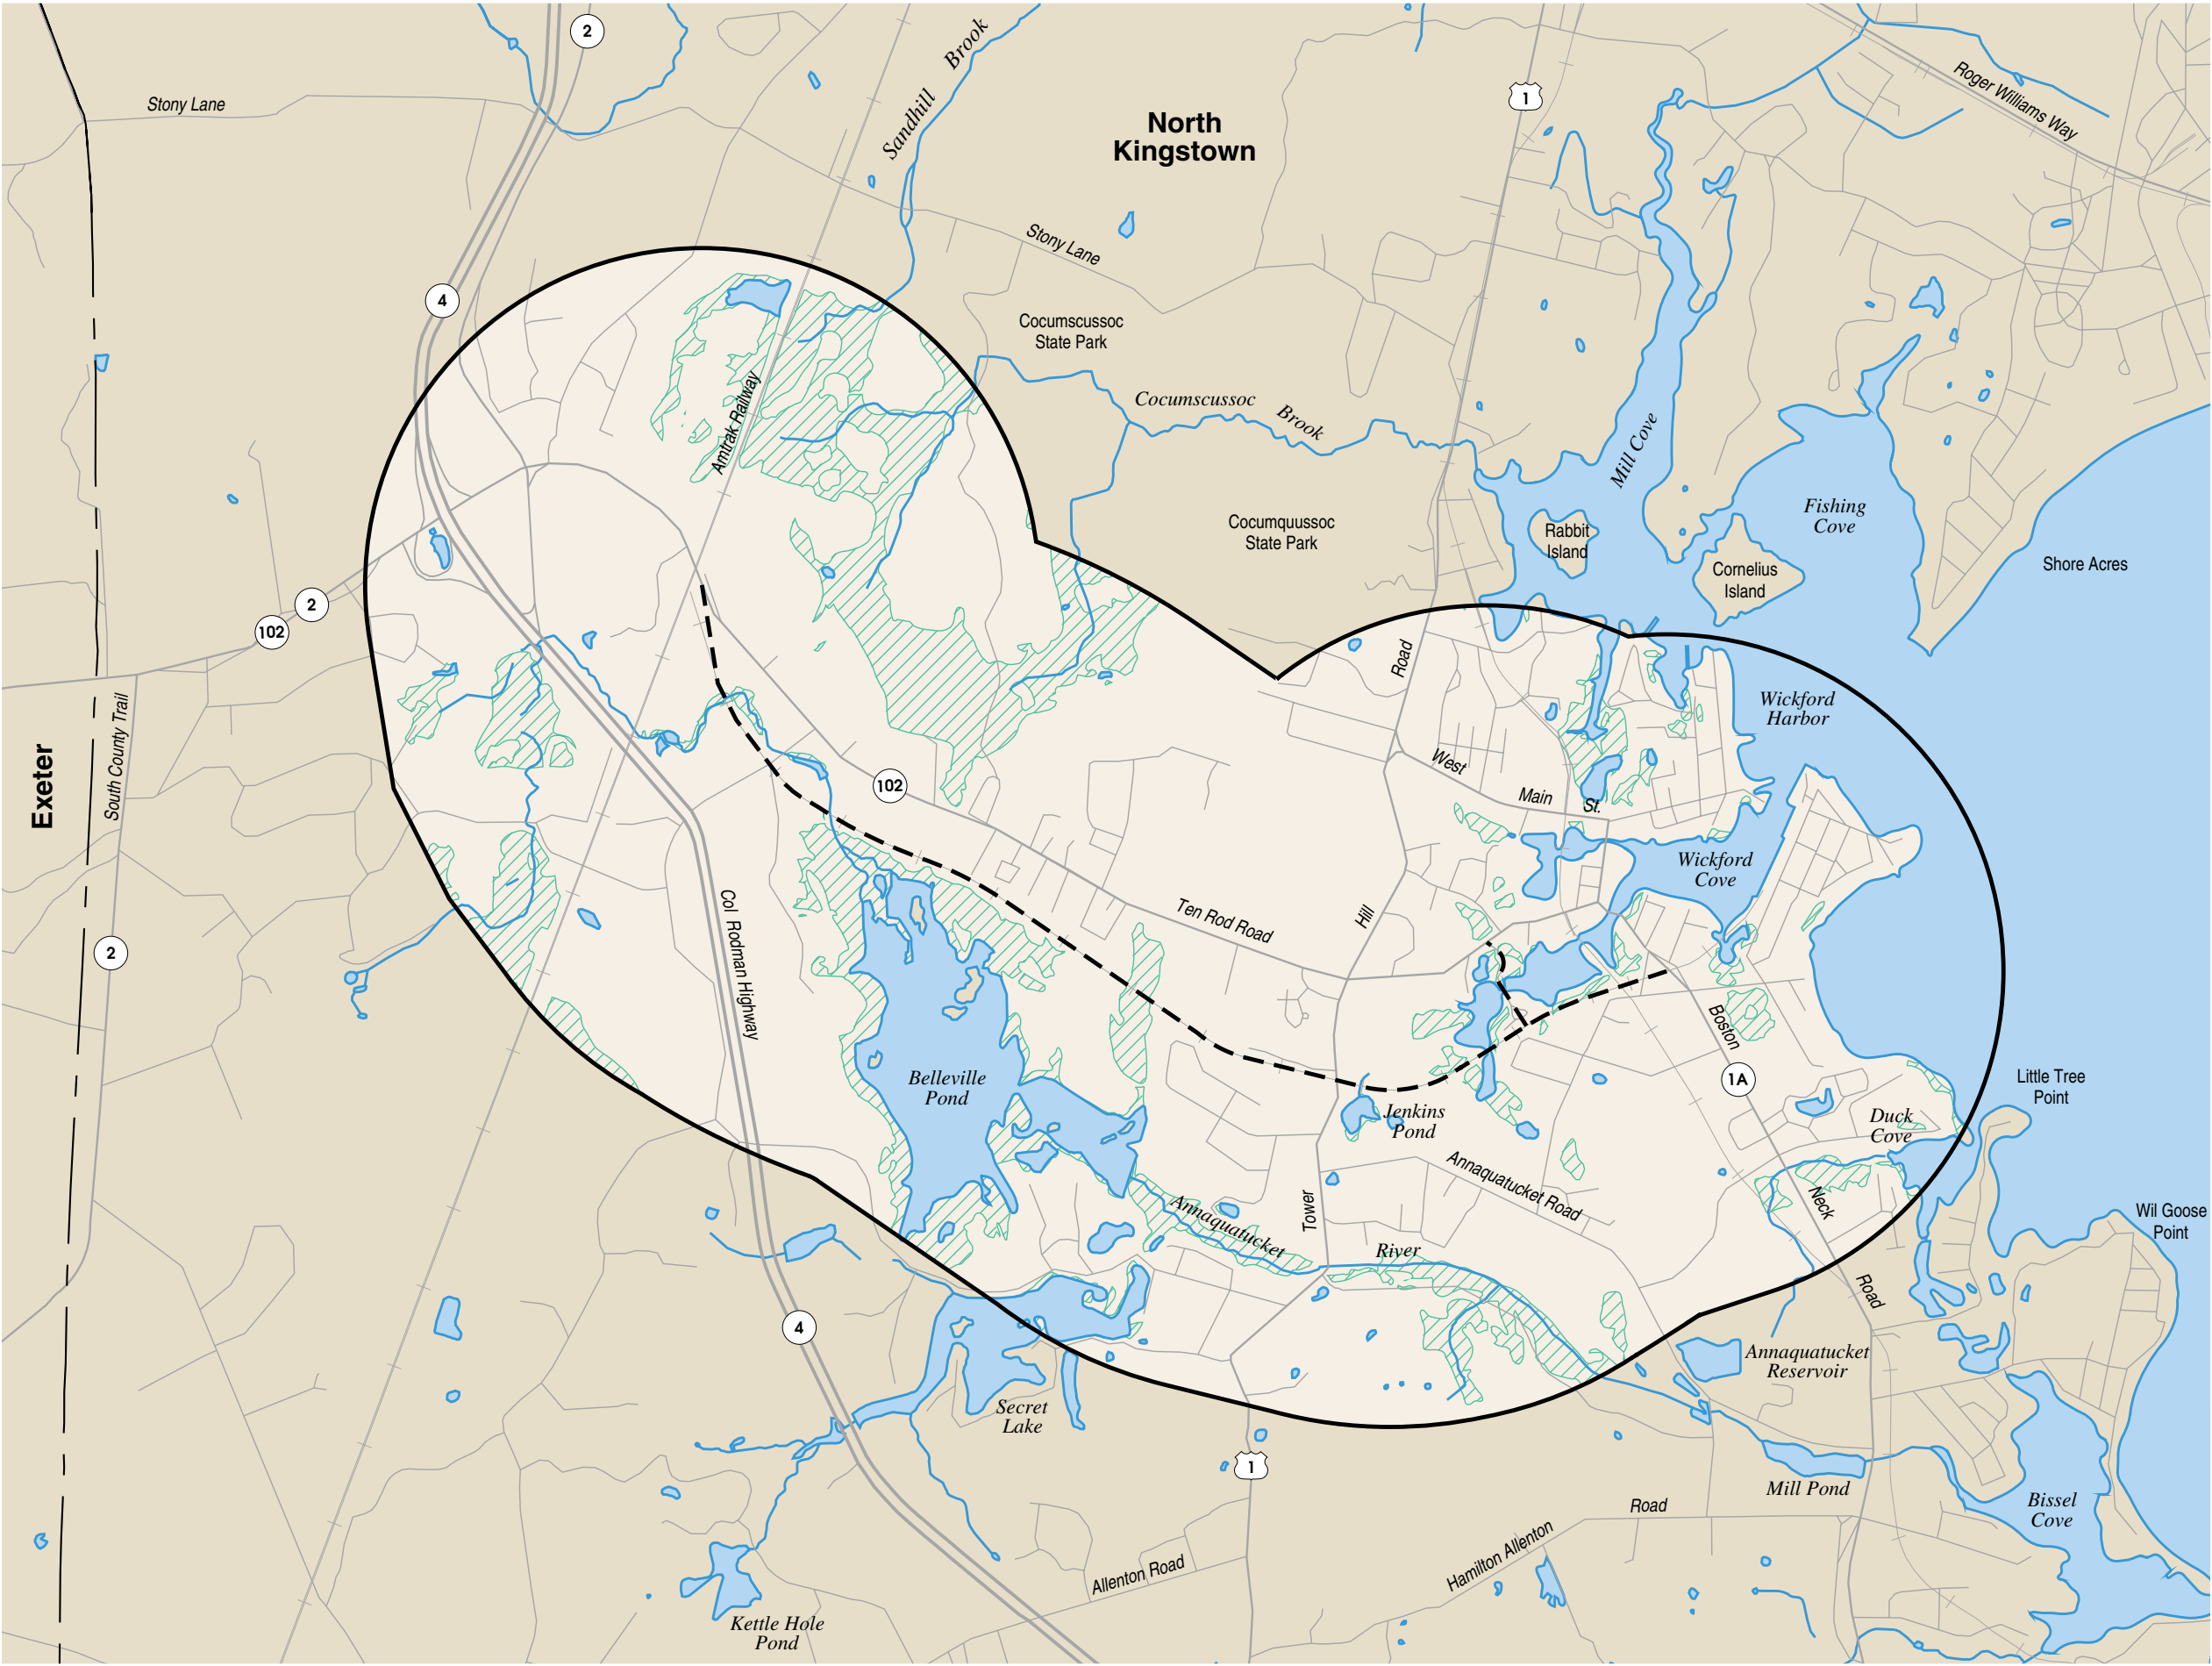 2
Sandhill Brook
Stony Lane
1
Roger Williams Way
North
Kingstown
Stony Lane
4
Cocumscussoc
State Park
Cocumscussoc Brook
Amtrak Railway
Mill Cove
Fishing
Cove
Cocumquussoc
State Park
Rabbit
Island
Cornelius
Island
Shore Acres
2
102
Road
Wickford
Harbor
South County Trail
Exeter
West Main St.
102
Wickford
Cove
Col Rodman Highway
Ten Rod Road
Hill
2
Boston
Belleville
Pond
1A
Little Tree
Point
Jenkins
Pond
Duck
Cove
Annaquatucket Road
Neck
Tower
Annaquatucket River
Wil Goose
Point
Road
4
Annaquatucket
Reservoir
Secret
Lake
1
Mill Pond
Bissel
Cove
Road
Hamilton Allenton
Allenton Road
Kettle Hole
Pond